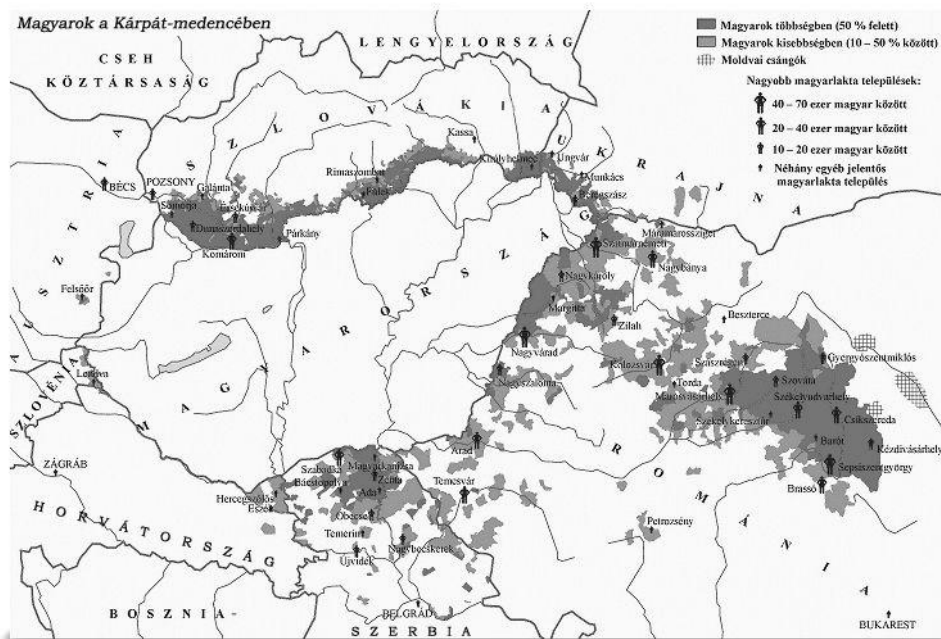 Magyarok a Kárpát-medencében
Magyarok többségben (50 % felett)
Magyarok kisebbségben (10 – 50 % között)
Moldvai csángók
Nagyobb magyarlakta települések:
40 – 70 ezer magyar között
20 – 40 ezer magyar között
10 – 20 ezer magyar között
Néhány egyéb jelentős
magyarlakta település
CSEH
KÖZTÁRSASÁG
LENGYELORSZÁG
SZLOVÁKIA
UKRAJNA
AUSZTRIA
Kassa
Királyhelmec
Ungvár
Munkács
Beregszász
Rimaszombat
Fülek
BÉCS
POZSONY
Galánta
Somorja
Érsekújvár
Dunaszerdahely
Komárom
Párkány
Máramarossziget
Szatmárnémeti
Nagybánya
Nagykároly
Margitta
Zilah
Beszterce
Felsőőr
MAGYARORSZÁG
Nagyvárad
Kolozsvár
Szászrégen
Gyergyószentmiklós
Nagyszalonta
Torda
Szováta
Marosvásárhely
Székelyudvarhely
Székelykeresztúr
Csíkszereda
SZLOVÉNIA
Lendva
Barót
Kézdivásárhely
Sepsiszentgyörgy
Brassó
ROMÁNIA
Arad
Temesvár
Szabadka
Magyarkanizsa
Bácstopolya
Zenta
Ada
Hercegszőlős
Eszék
Óbecse
Temerin
Nagybecskerek
Újvidék
Petrozsény
ZÁGRÁB
HORVÁTORSZÁG
BOSZNIA-
BELGRÁD
SZERBIA
BUKAREST